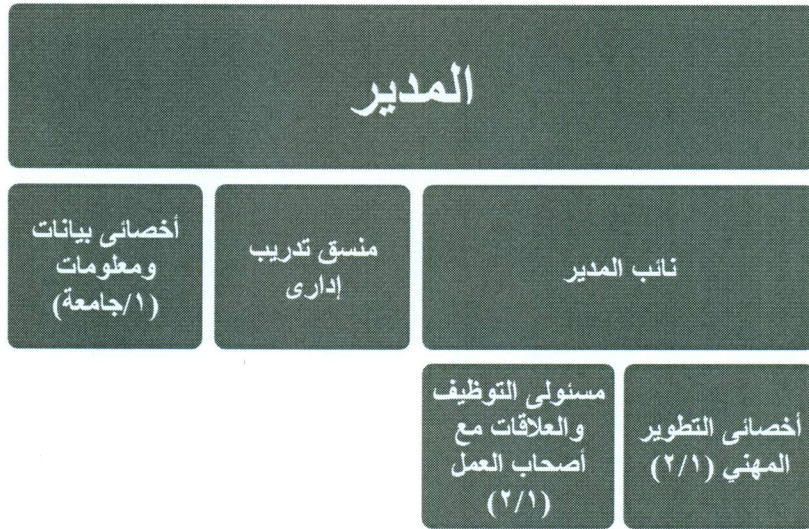 المدير
نائب المدير
منسق تدريب
إدارى
أخصائى بيانات
ومعلومات
(١/جامعة)
أخصائى التطوير
المهني (٢/١)
مسئولى التوظيف
والعلاقات مع
أصحاب العمل
(٢/١)